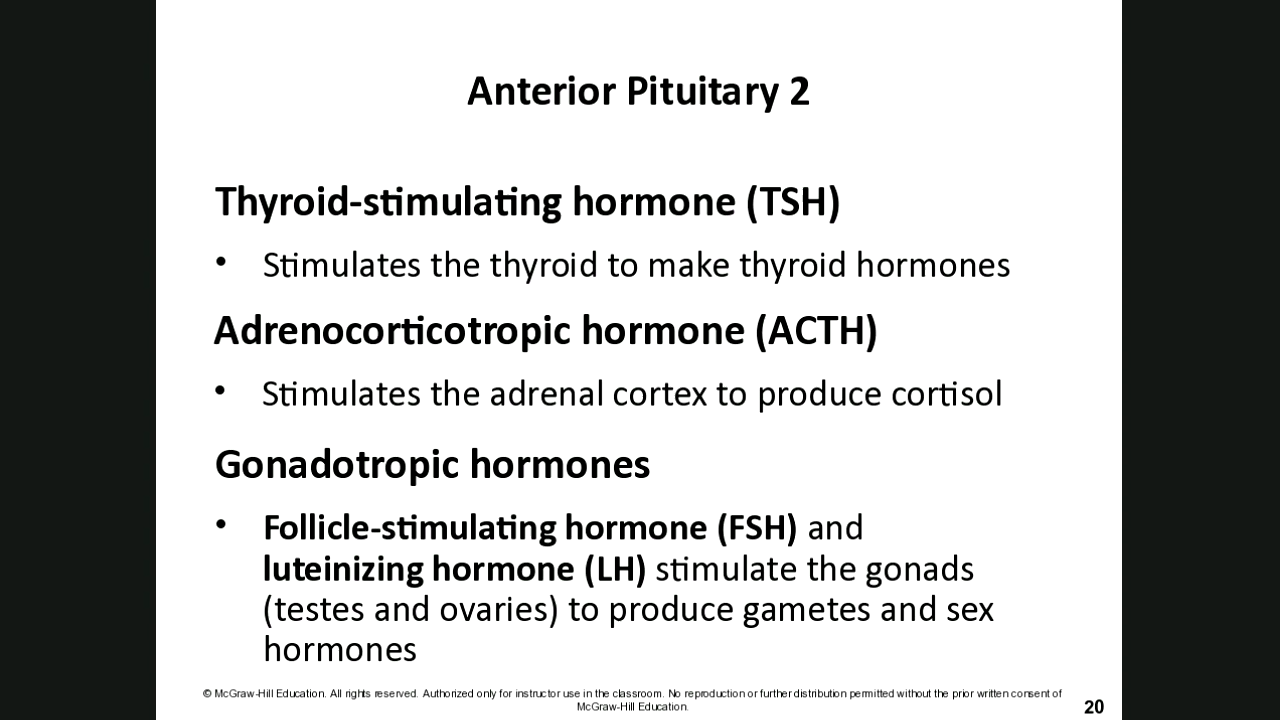 Anterior Pituitary 2
Thyroid-stimulating hormone (TSH)
• Stimulates the thyroid to make thyroid hormones
Adrenocorticotropic hormone (ACTH)
• Stimulates the adrenal cortex to produce cortisol
Gonadotropic hormones
• Follicle-stimulating hormone (FSH) and
luteinizing hormone (LH) stimulate the gonads
(testes and ovaries) to produce gametes and sex
hormones
© McGraw-Hill Education. All rights reserved. Authorized only for instructor use in the classroom. No reproduction or further distribution permitted without the prior written consent of
McGraw-Hill Education.
20